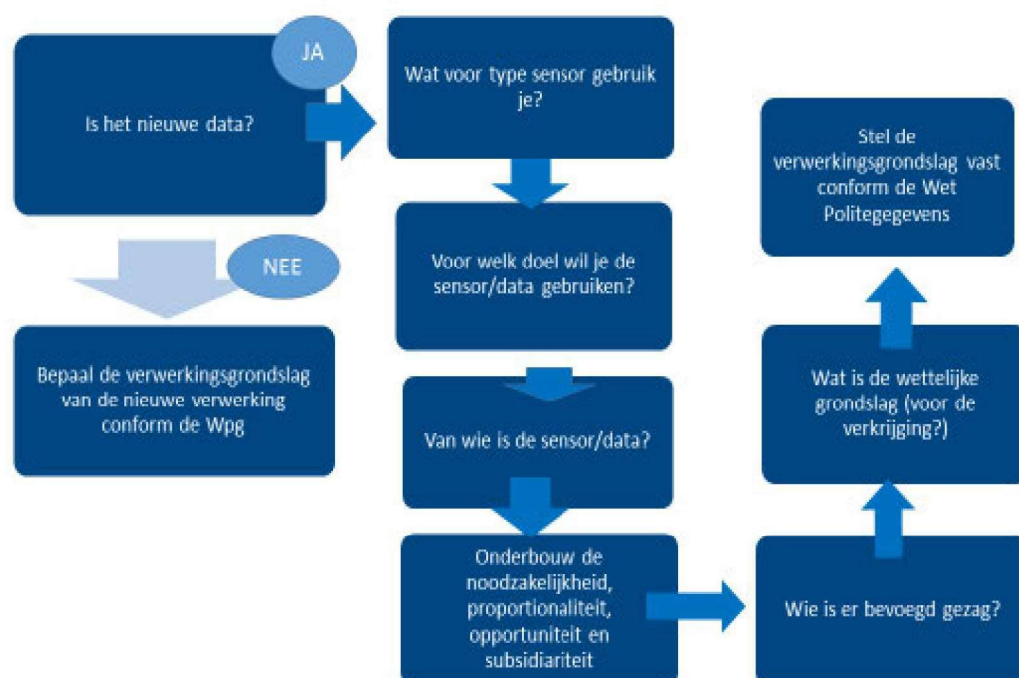 JA
Is het nieuwe data?
NEE
Bepaal de verwerkingsgrondslag
van de nieuwe verwerking
conform de Wpg
Wat voor type sensor gebruik
je?
Voor welk doel wil je de
sensor/data gebruiken?
Van wie is de sensor/data?
Onderbouw de
noodzakelijkheid,
proportionaliteit,
opportuniteit en
subsidiariteit
Wie is er bevoegd gezag?
Wat is de wettelijke
grondslag (voor de
verkrijging?)
Stel de
verwerkingsgrondslag vast
conform de Wet
Politegegevens